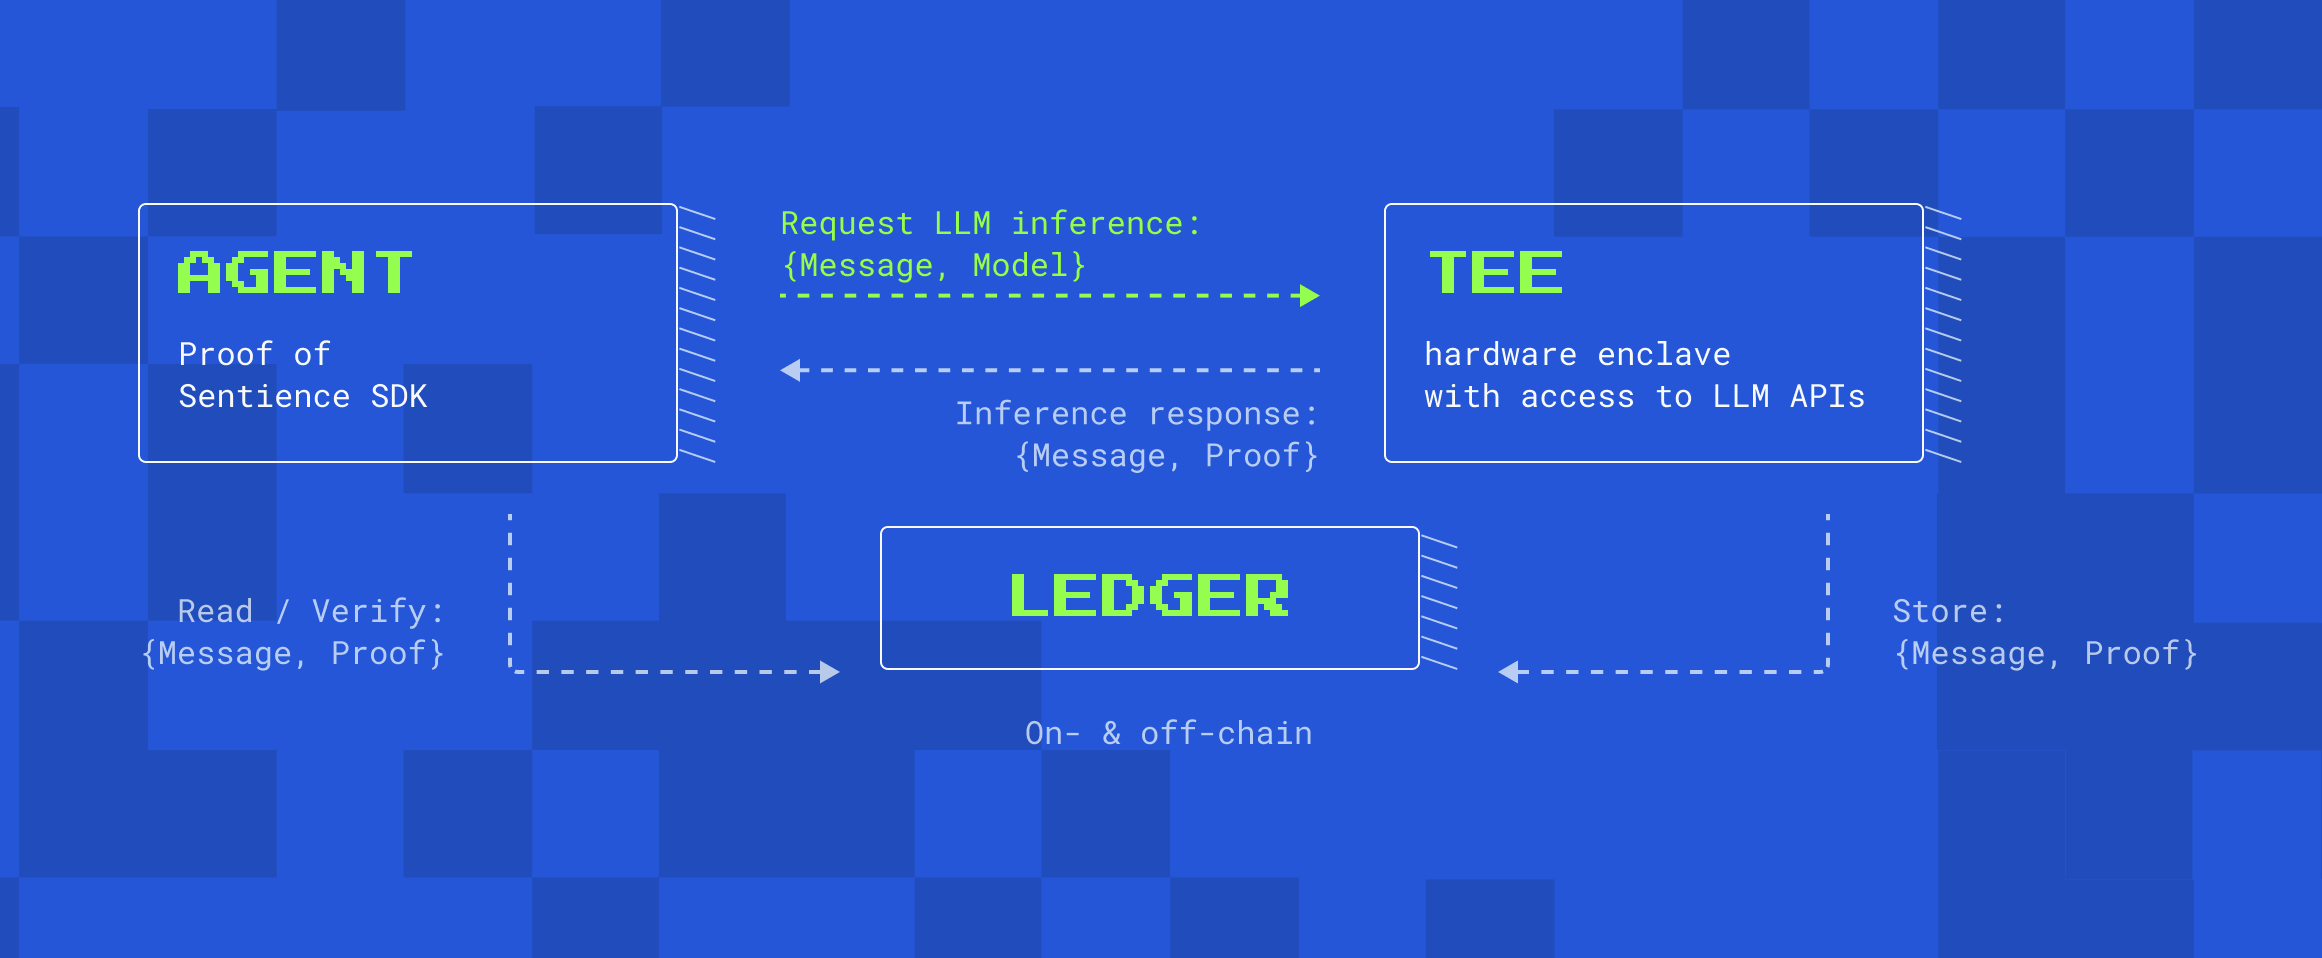 AGENT
Proof of
Sentience SDK
Request LLM inference:
{Message, Model}
Inference response:
{Message, Proof}
TEE
hardware enclave
with access to LLM APIs
Read / Verify:
{Message, Proof}
LEDGER
On- & off-chain
Store:
{Message, Proof}